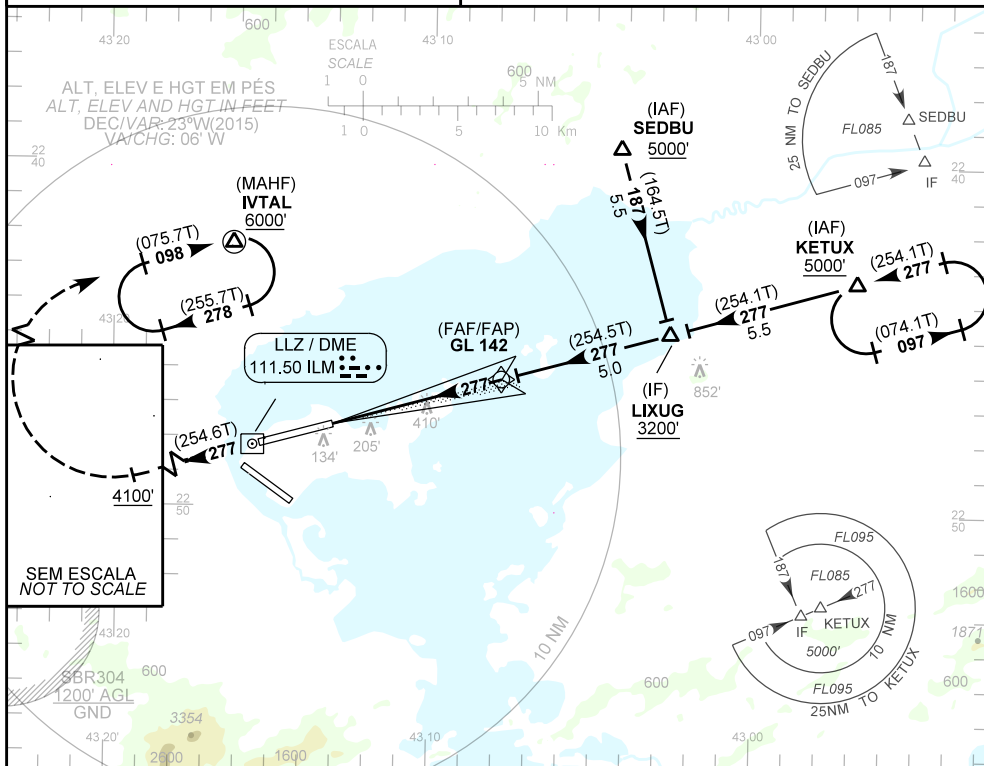 600
43 20
43 10
43 00
ESCALA
SCALE
1 0 5 NM
1 0 5 10 Km
600
ALT, ELEV E HGT EM PÉS
ALT, ELEV AND HGT IN FEET
DEC/VAR: 23°W(2015)
VA/CHG: 06' W
25 NM TO SEDBU
187
SEDBU
FL085
097
IF
22
40
22
40
(IAF)
SEDBU
5000'
(164.5T)
187
5.5
(MAHF)
IVTAL
6000'
(075.7T)
098
(255.7T)
278
(IAF)
KETUX
5000'
(254.1T)
277
(254.1T)
277
5.5
(074.1T)
097
43 20
LLZ / DME
111.50 ILM
(FAF/FAP)
GL 142
(254.5T)
277
5.0
277
(IF)
LIXUG
3200'
852'
410'
205'
134'
(254.6T)
277
4100'
22
50
22
50
SEM ESCALA
NOT TO SCALE
FL095
187
FL085
277
KETUX
097
IF
5000'
10 NM
FL095
25NM TO KETUX
1600
1871
43 20
10 NM
SBR304
1200' AGL
GND
600
600
600
3354
43 20'
43 10
43 00
2600
1600